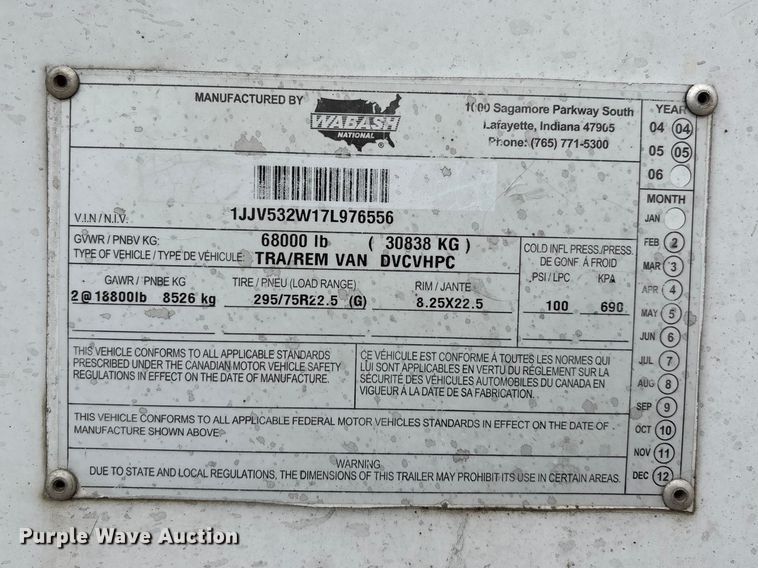 MANUFACTURED BY
WABASH
NATIONAL®
1000 Sagamore Parkway South
Lafayette, Indiana 47905
Phone: (765) 771-5300
V.I.N / N.I.V. 1JJV532W17L976556
GVWR / PNBV KG: 68000 lb ( 30838 KG )
TYPE OF VEHICLE / TYPE DE VÉHICULE: TRA/REM VAN DVCVHPC
COLD INFL PRESS./PRESS.
DE GONF. À FROID
PSI / LPC KPA
GAWR / PNBE KG TIRE / PNEU (LOAD RANGE) RIM / JANTE
2 @ 18800lb 8526 kg 295/75R22.5 (G) 8.25X22.5 100 690
THIS VEHICLE CONFORMS TO ALL APPLICABLE STANDARDS
PRESCRIBED UNDER THE CANADIAN MOTOR VEHICLE SAFETY
REGULATIONS IN EFFECT ON THE DATE OF MANUFACTURE.
CE VÉHICULE EST CONFORME À TOUTES LES NORMES QUI
LUI SONT APPLICABLES EN VERTU DU RÈGLEMENT SUR LA
SÉCURITÉ DES VÉHICULES AUTOMOBILES DU CANADA EN
VIGUEUR À LA DATE DE SA FABRICATION.
THIS VEHICLE CONFORMS TO ALL APPLICABLE FEDERAL MOTOR VEHICLES STANDARDS IN EFFECT ON THE DATE OF
MANUFACTURE SHOWN ABOVE.
WARNING
DUE TO STATE AND LOCAL REGULATIONS, THE DIMENSIONS OF THIS TRAILER MAY PROHIBIT ITS USE IN CERTAIN AREAS.
YEAR
04 04
05 05
06
MONTH
JAN
FEB 2
MAR 3
APR 4
MAY 5
JUN 6
JUL 7
AUG 8
SEP 9
OCT 10
NOV 11
DEC 12
Purple Wave Auction
Purple Wave Auction